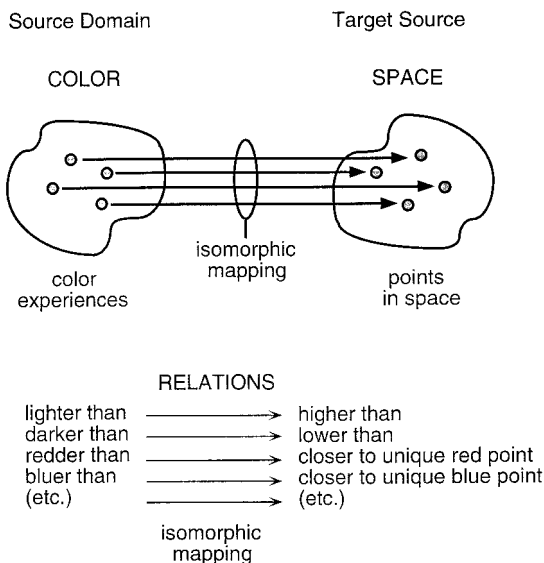 Source Domain
Target Source
COLOR
SPACE
isomorphic
mapping
color
experiences
points
in space
RELATIONS
lighter than
higher than
darker than
lower than
redder than
closer to unique red point
bluer than
closer to unique blue point
(etc.)
(etc.)
isomorphic
mapping